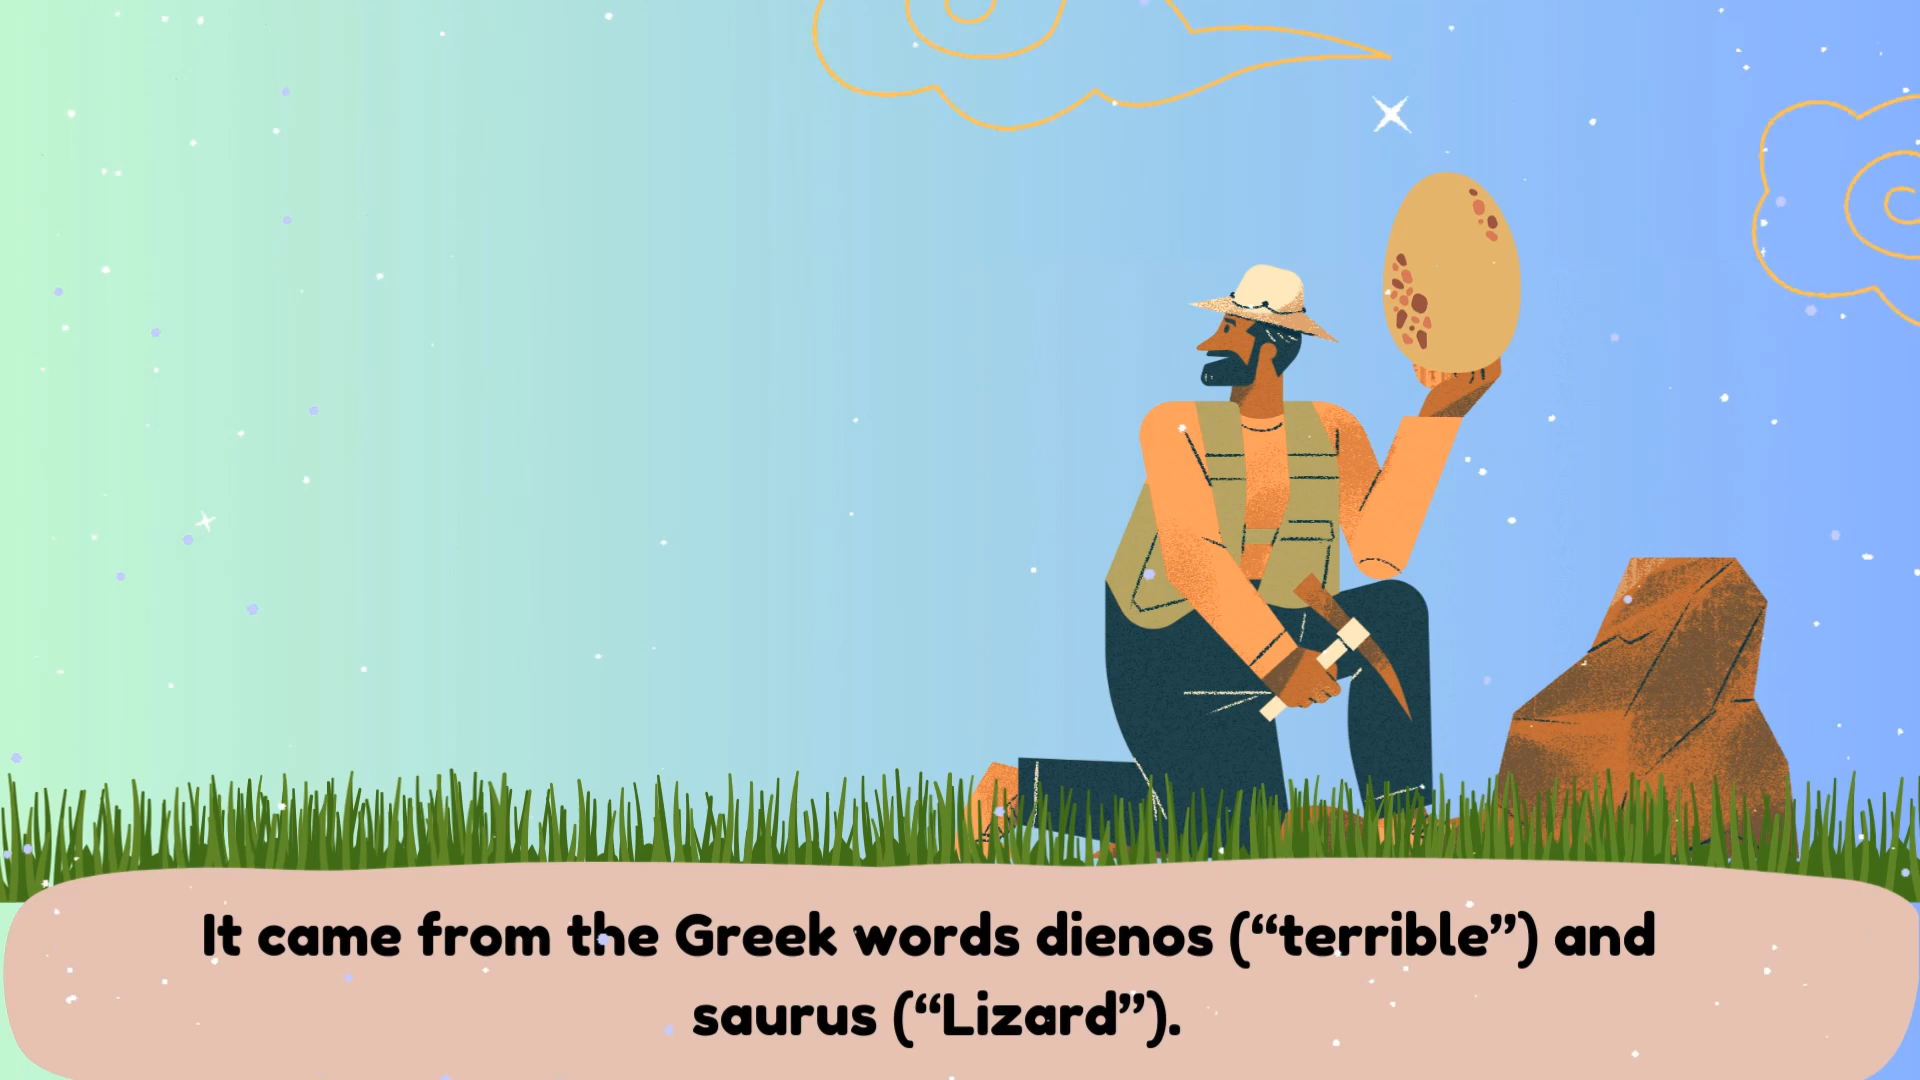 It came from the Greek words dienos (“terrible”) and
saurus (“Lizard”).